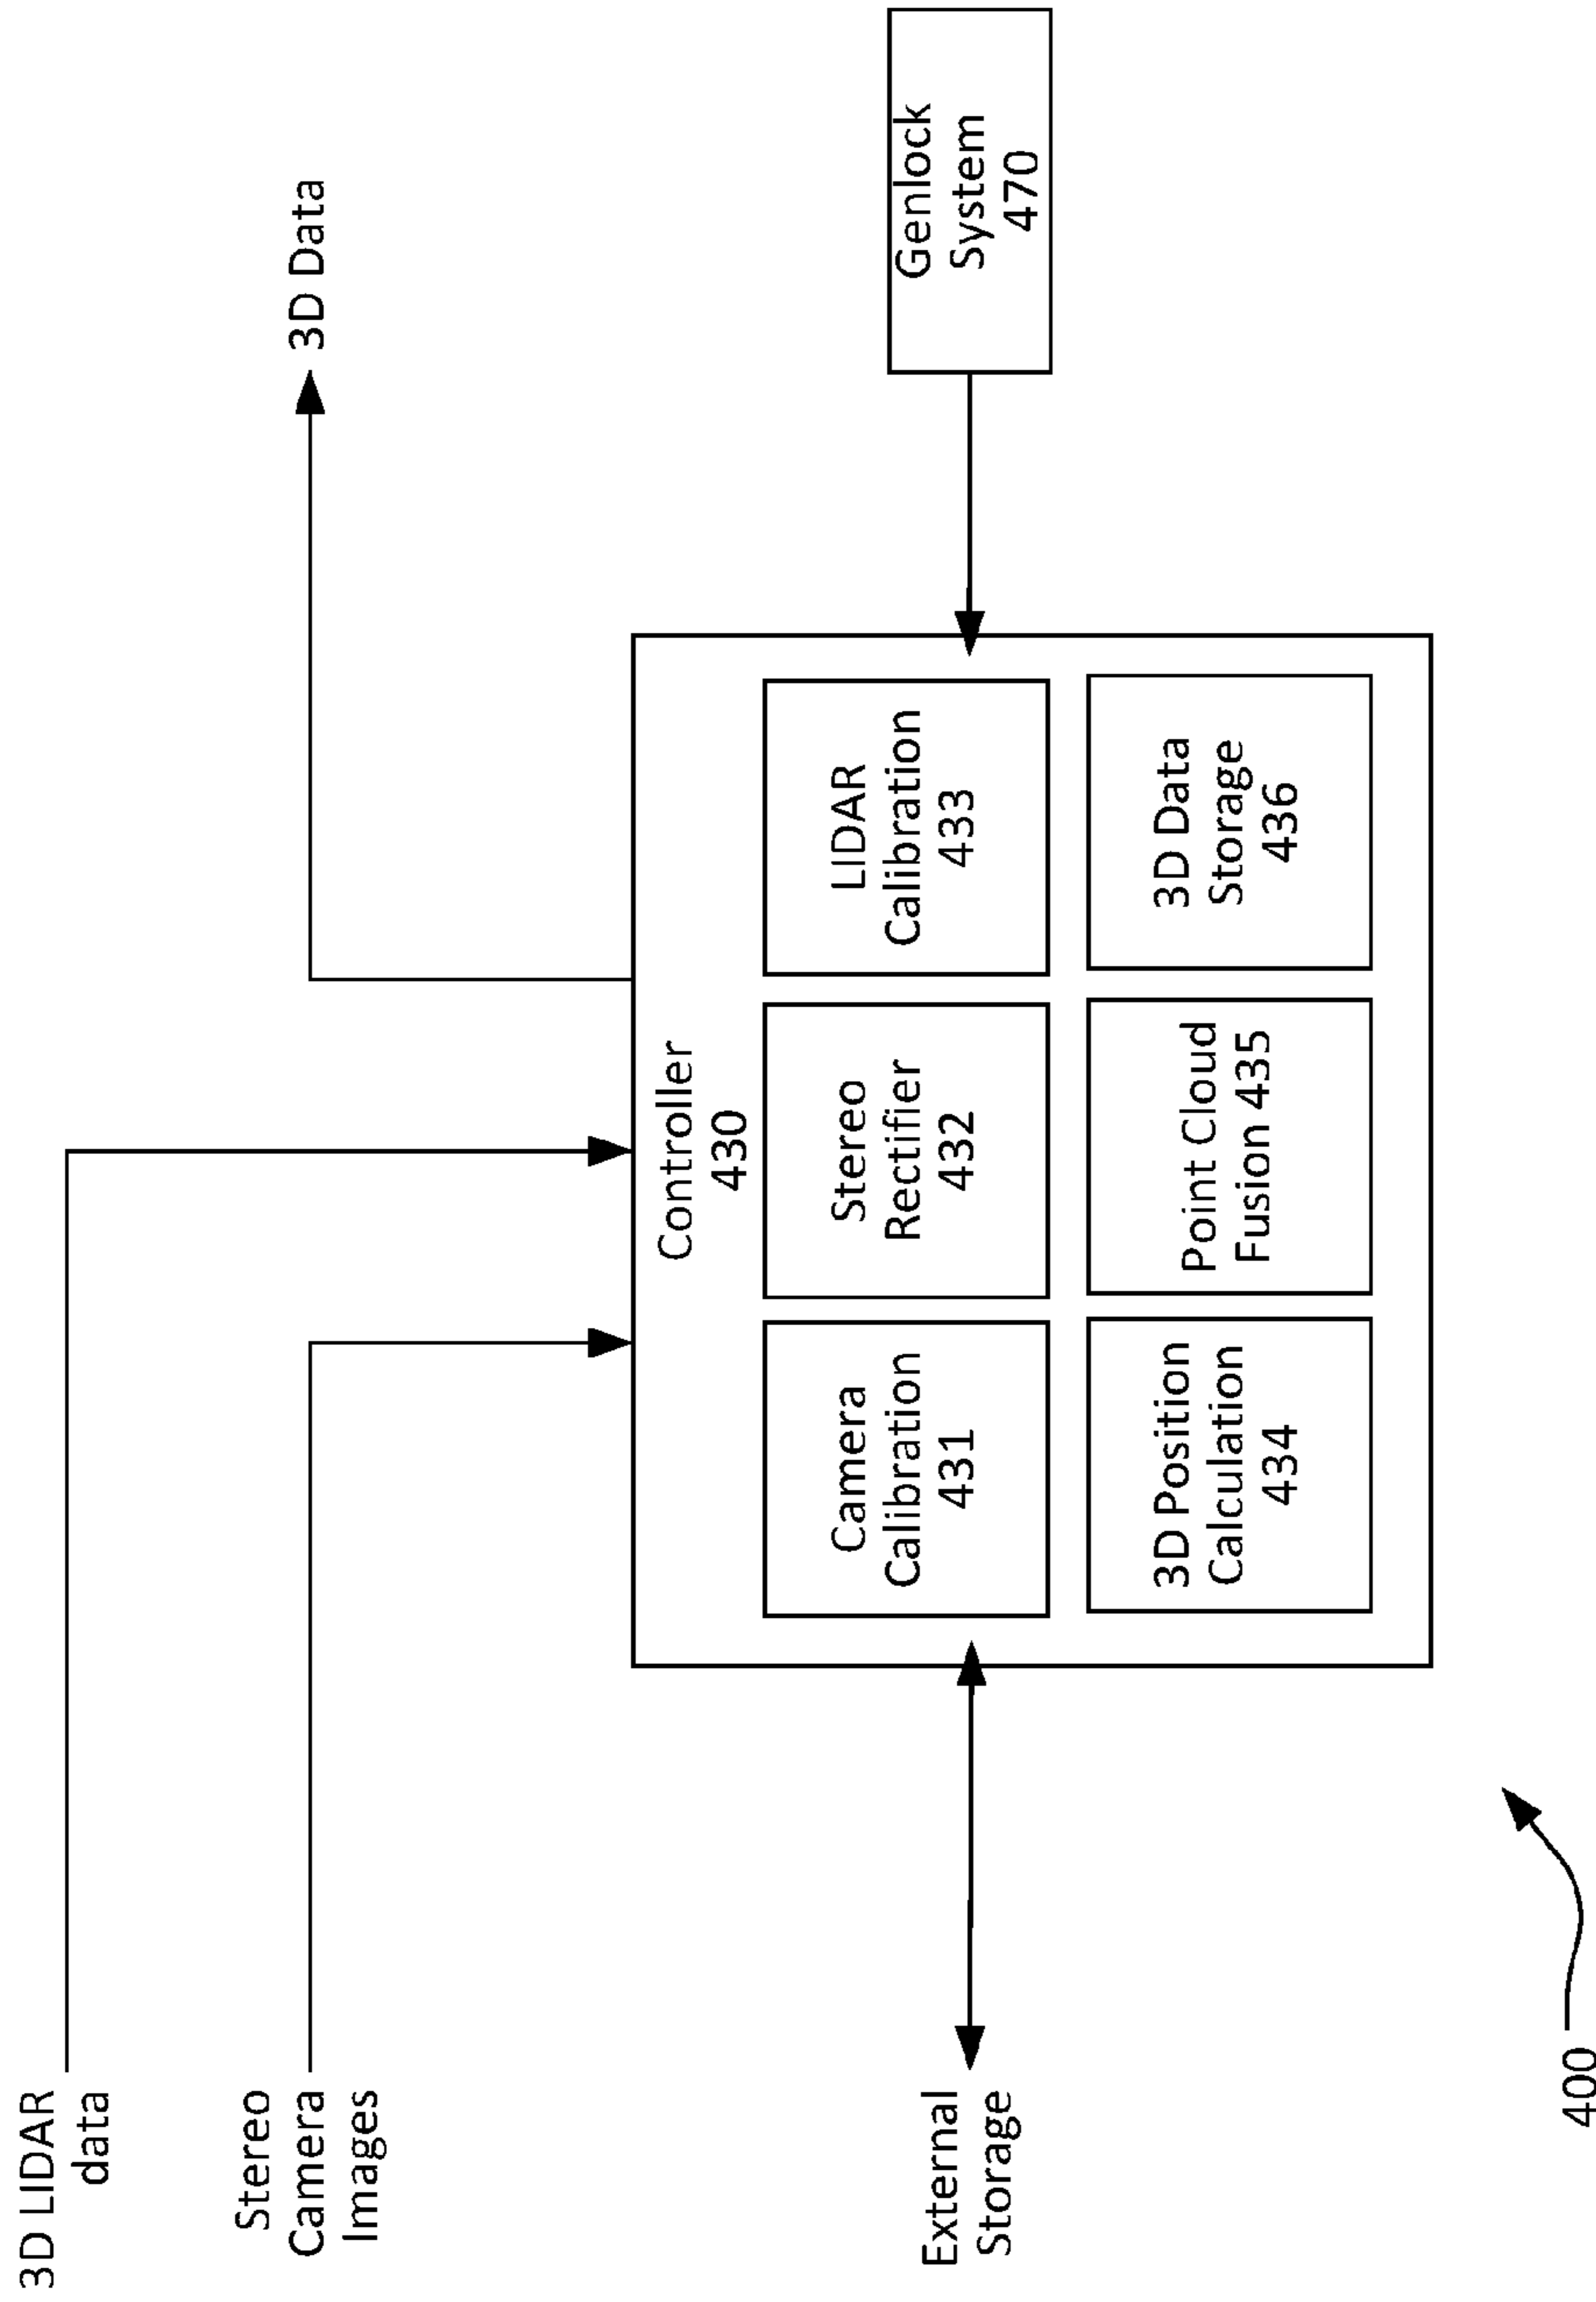 3D LIDAR
data
3D Data
Stereo
Camera
Images
Controller
430
Camera
Calibration
431
Stereo
Rectifier
432
LIDAR
Calibration
433
External
Storage
Genlock
System
470
3D Position
Calculation
434
Point Cloud
Fusion 435
3D Data
Storage
436
400